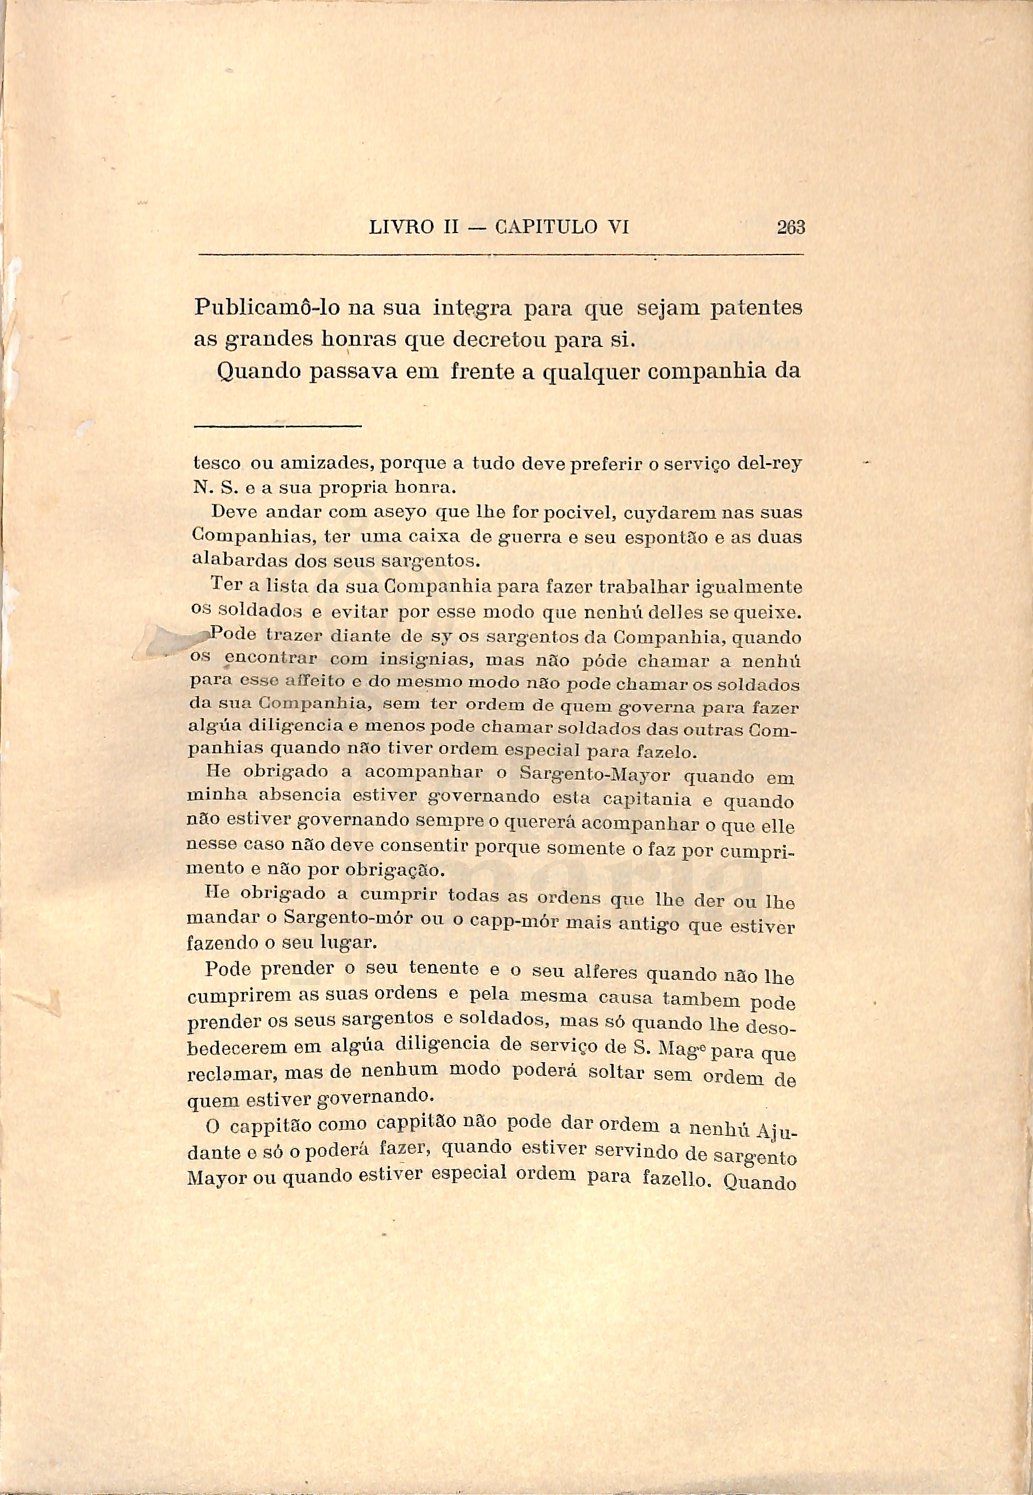 LIVRO II — CAPITULO VI 263
Publicamô-lo na sua integra para que sejam patentes
as grandes honras que decretou para si.
Quando passava em frente a qualquer companhia da
tesco ou amizades, porque a tudo deve preferir o serviço del-rey
N. S. e a sua propria honra.
Deve andar com aseyo que lhe for pocivel, cuydarem nas suas
Companhias, ter uma caixa de guerra e seu espontão e as duas
alabardas dos seus sargentos.
Ter a lista da sua Companhia para fazer trabalhar igualmente
os soldados e evitar por esse modo que nenhú delles se queixe.
Pode trazer diante de sy os sargentos da Companhia, quando
os encontrar com insignias, mas não póde chamar a nenhú
para esse affeito e do mesmo modo não pode chamar os soldados
da sua Companhia, sem ter ordem de quem governa para fazer
algúa diligencia e menos pode chamar soldados das outras Com-
panhias quando não tiver ordem especial para fazelo.
He obrigado a acompanhar o Sargento-Mayor quando em
minha absencia estiver governando esta capitania e quando
não estiver governando sempre o quererá acompanhar o que elle
nesse caso não deve consentir porque somente o faz por cumpri-
mento e não por obrigação.
He obrigado a cumprir todas as ordens que lhe der ou lhe
mandar o Sargento-mór ou o capp-mór mais antigo que estiver
fazendo o seu lugar.
Pode prender o seu tenente e o seu alferes quando não lhe
cumprirem as suas ordens e pela mesma causa tambem pode
prender os seus sargentos e soldados, mas só quando lhe deso-
bedecerem em algúa diligencia de serviço de S. Mag.e para que
reclamar, mas de nenhum modo poderá soltar sem ordem de
quem estiver governando.
O cappitão como cappitão não pode dar ordem a nenhú Aju-
dante e só o poderá fazer, quando estiver servindo de sargento
Mayor ou quando estiver especial ordem para fazello. Quando